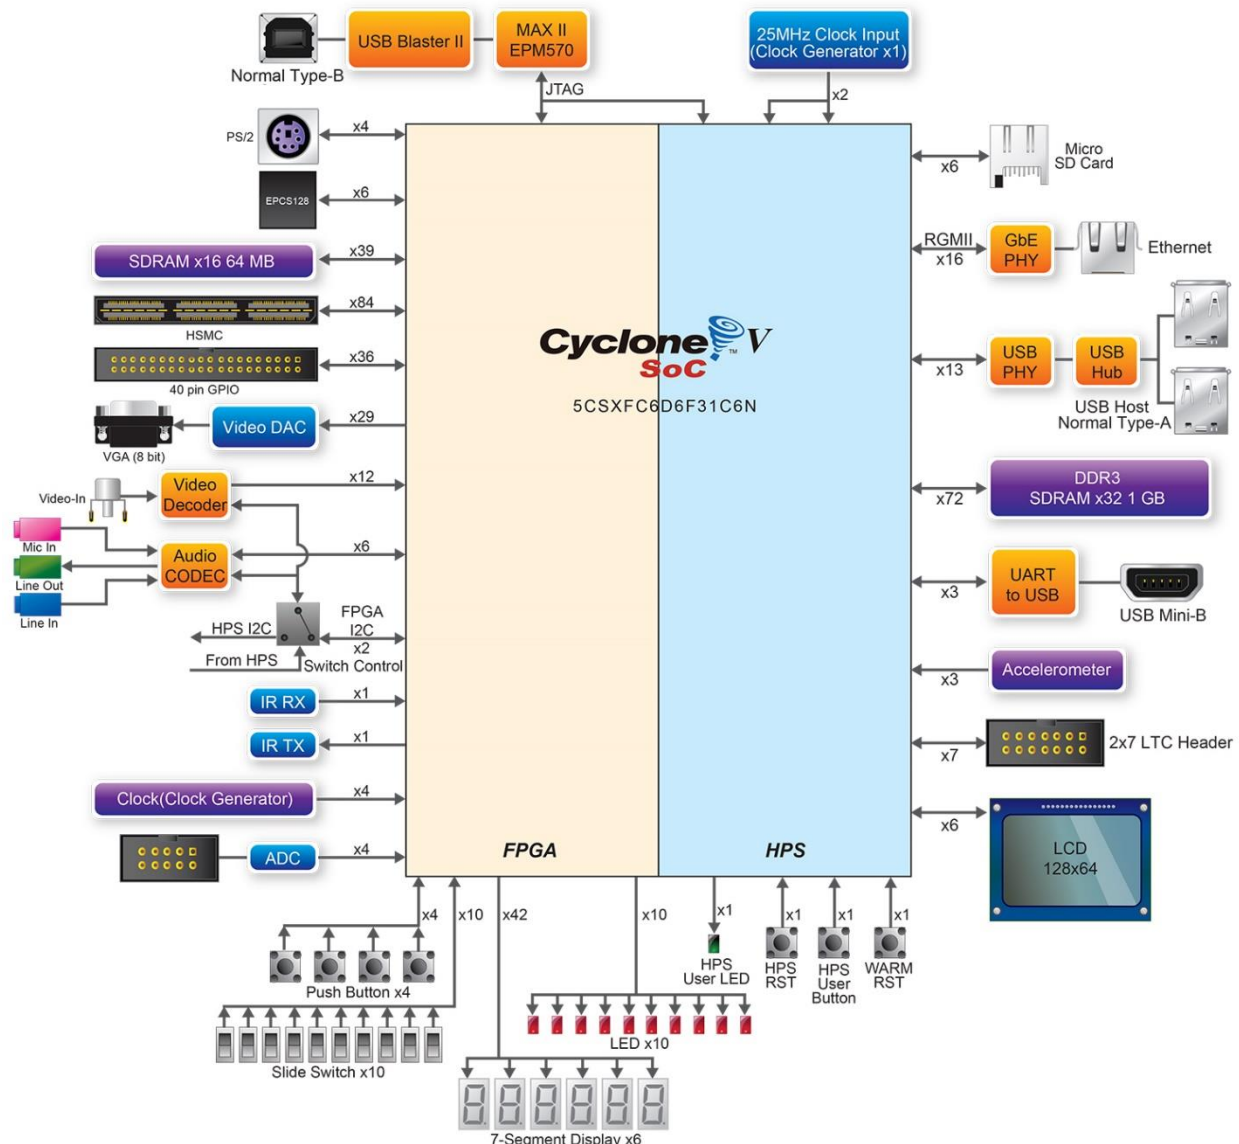 Normal Type-B
USB Blaster II
MAX II
EPM570
JTAG
25MHz Clock Input
(Clock Generator x1)
x2
PS/2
x4
EPCS128
x6
SDRAM x16 64 MB
x39
HSMC
x84
40 pin GPIO
x36
VGA (8 bit)
Video DAC
x29
Video-In
Video
Decoder
x12
Mic In
Line Out
Line In
Audio
CODEC
x6
HPS I2C
From HPS
FPGA
I2C
x2
Switch Control
IR RX
x1
IR TX
x1
Clock(Clock Generator)
x4
ADC
x4
Cyclone V
TM
SoC
5CSXFC6D6F31C6N
FPGA
HPS
x6
Micro
SD Card
RGMII
x16
GbE
PHY
Ethernet
x13
USB
PHY
USB
Hub
USB Host
Normal Type-A
x72
DDR3
SDRAM x32 1 GB
x3
UART
to USB
USB Mini-B
x3
Accelerometer
x7
2x7 LTC Header
x6
LCD
128x64
x4
x10
x42
x10
x1
x1
x1
x1
Push Button x4
Slide Switch x10
7-Segment Display x6
LED x10
HPS
User LED
HPS
RST
HPS
User
Button
WARM
RST